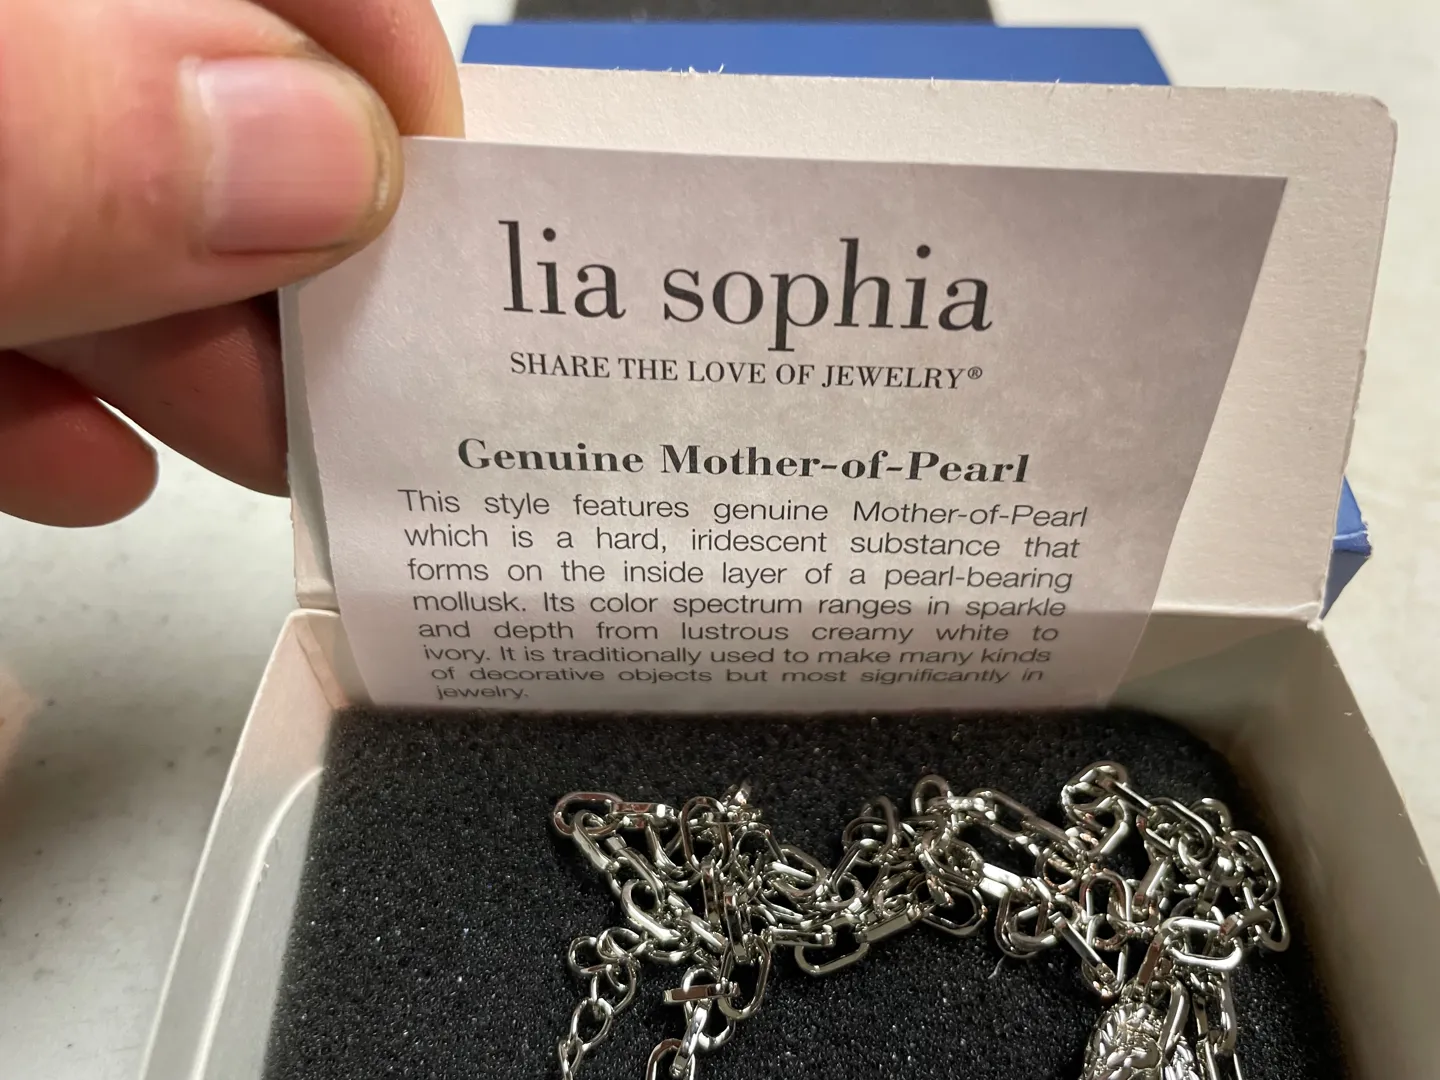 lia sophia
SHARE THE LOVE OF JEWELRY®
Genuine Mother-of-Pearl
This style features genuine Mother-of-Pearl
which is a hard, iridescent substance that
forms on the inside layer of a pearl-bearing
mollusk. Its color spectrum ranges in sparkle
and depth from lustrous creamy white to
ivory. It is traditionally used to make many kinds
of decorative objects but most significantly in
jewelry.